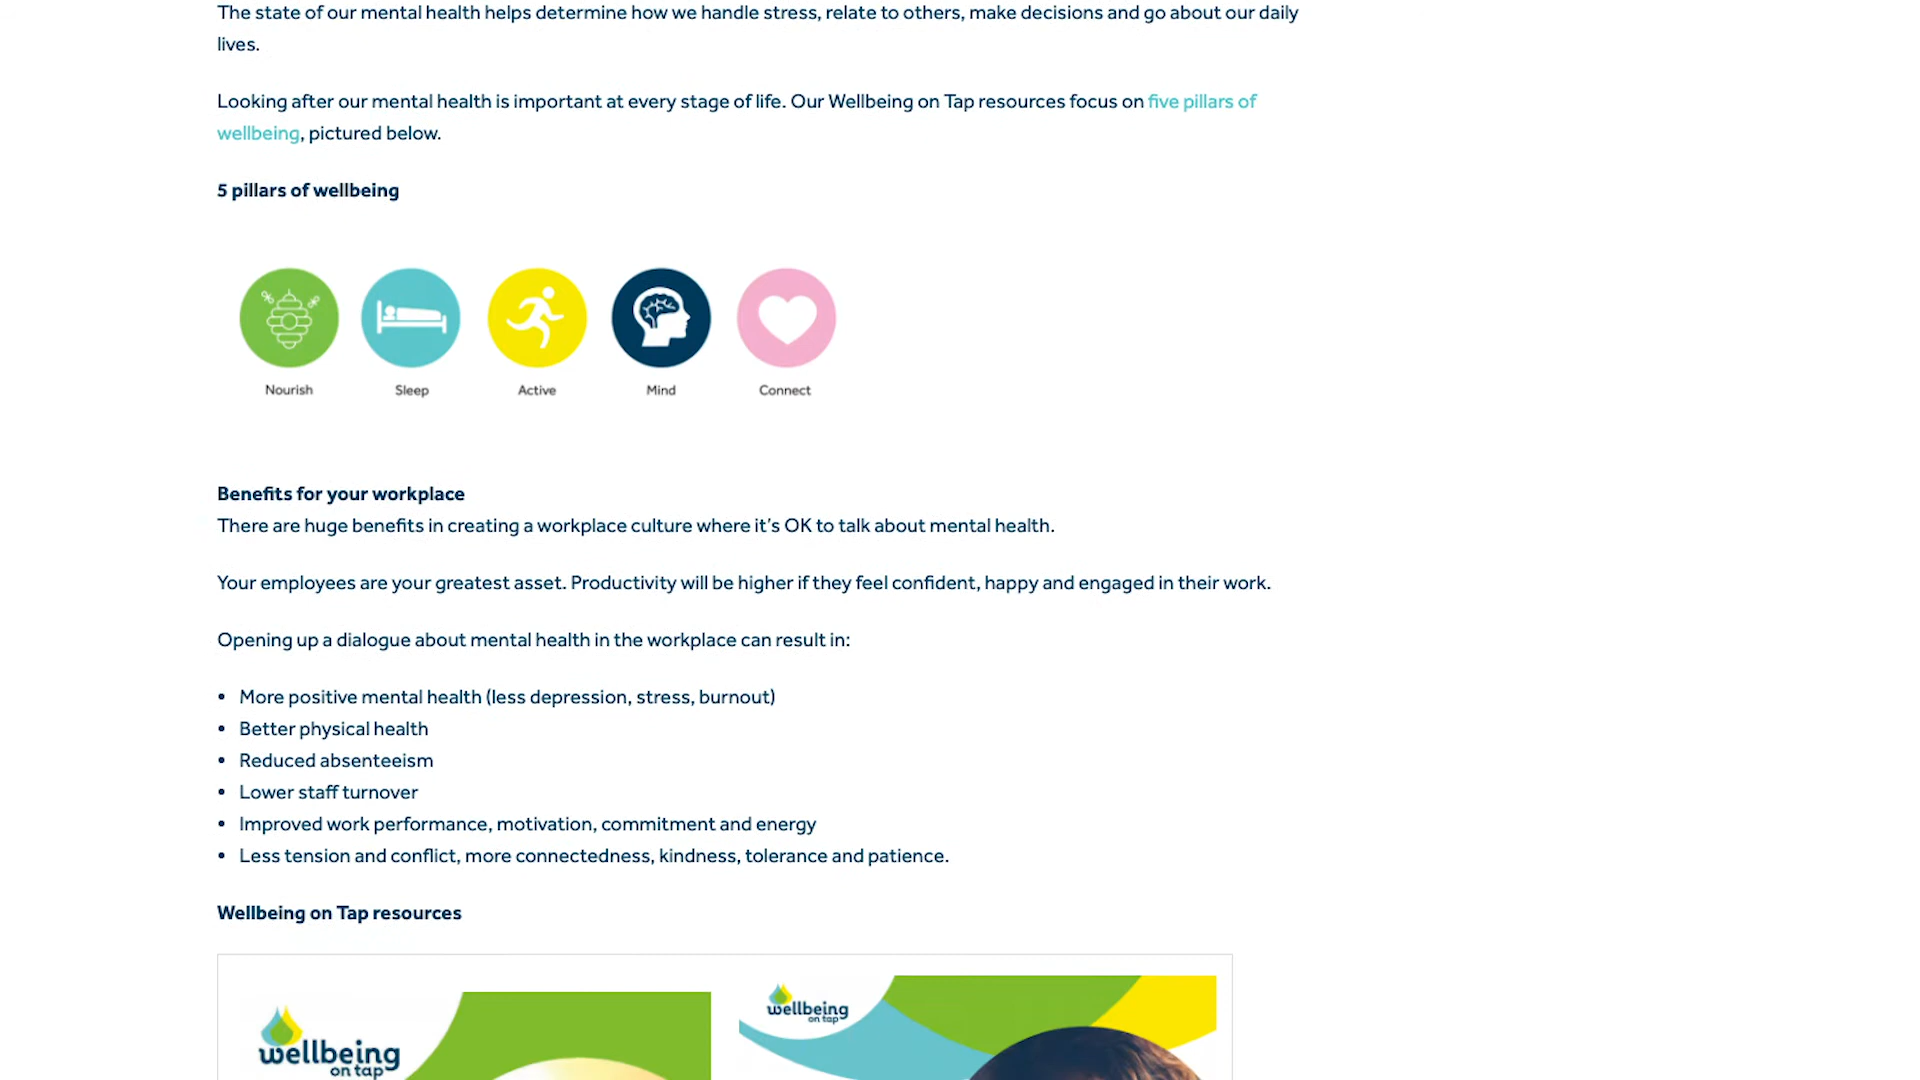 The state of our mental health helps determine how we handle stress, relate to others, make decisions and go about our daily
lives.
Looking after our mental health is important at every stage of life. Our Wellbeing on Tap resources focus on five pillars of
wellbeing, pictured below.
5 pillars of wellbeing
Nourish Sleep Active Mind Connect
Benefits for your workplace
There are huge benefits in creating a workplace culture where it’s OK to talk about mental health.
Your employees are your greatest asset. Productivity will be higher if they feel confident, happy and engaged in their work.
Opening up a dialogue about mental health in the workplace can result in:
• More positive mental health (less depression, stress, burnout)
• Better physical health
• Reduced absenteeism
• Lower staff turnover
• Improved work performance, motivation, commitment and energy
• Less tension and conflict, more connectedness, kindness, tolerance and patience.
Wellbeing on Tap resources
wellbeing
on tap
wellbeing
on tap